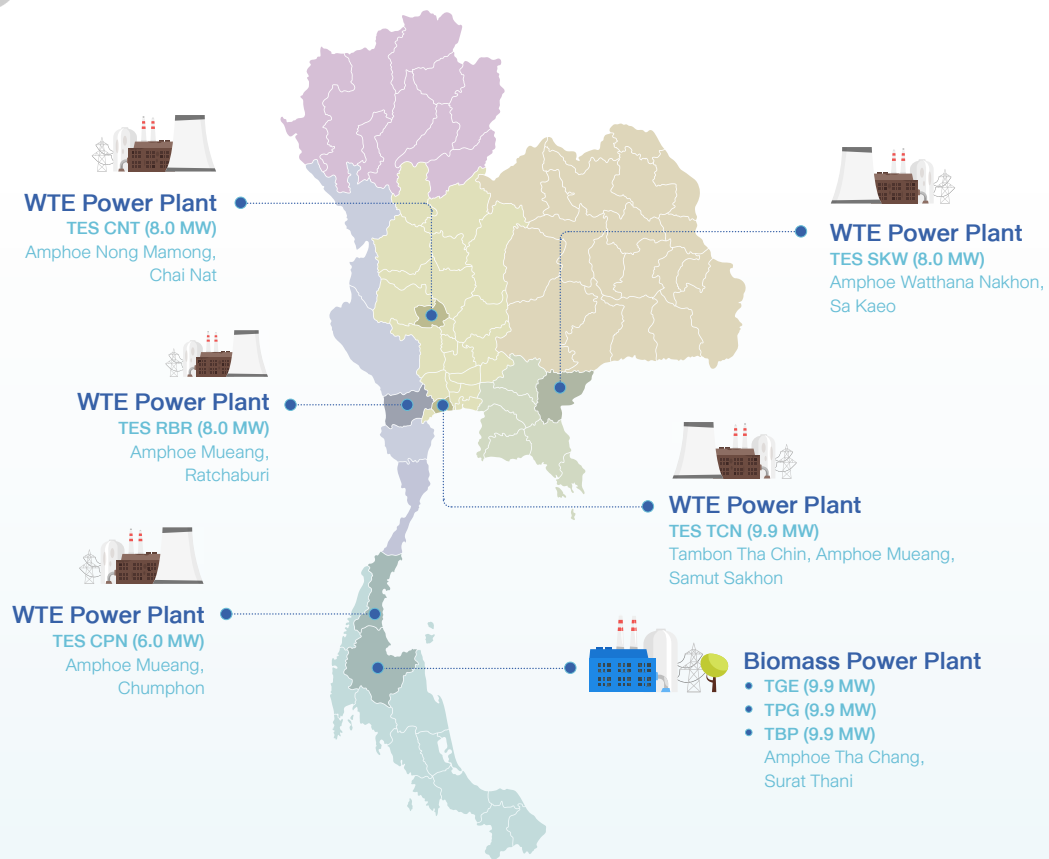 WTE Power Plant
TES CNT (8.0 MW)
Amphoe Nong Mamong,
Chai Nat
WTE Power Plant
TES RBR (8.0 MW)
Amphoe Mueang,
Ratchaburi
WTE Power Plant
TES CPN (6.0 MW)
Amphoe Mueang,
Chumphon
WTE Power Plant
TES SKW (8.0 MW)
Amphoe Watthana Nakhon,
Sa Kaeo
WTE Power Plant
TES TCN (9.9 MW)
Tambon Tha Chin, Amphoe Mueang,
Samut Sakhon
Biomass Power Plant
• TGE (9.9 MW)
• TPG (9.9 MW)
• TBP (9.9 MW)
Amphoe Tha Chang,
Surat Thani